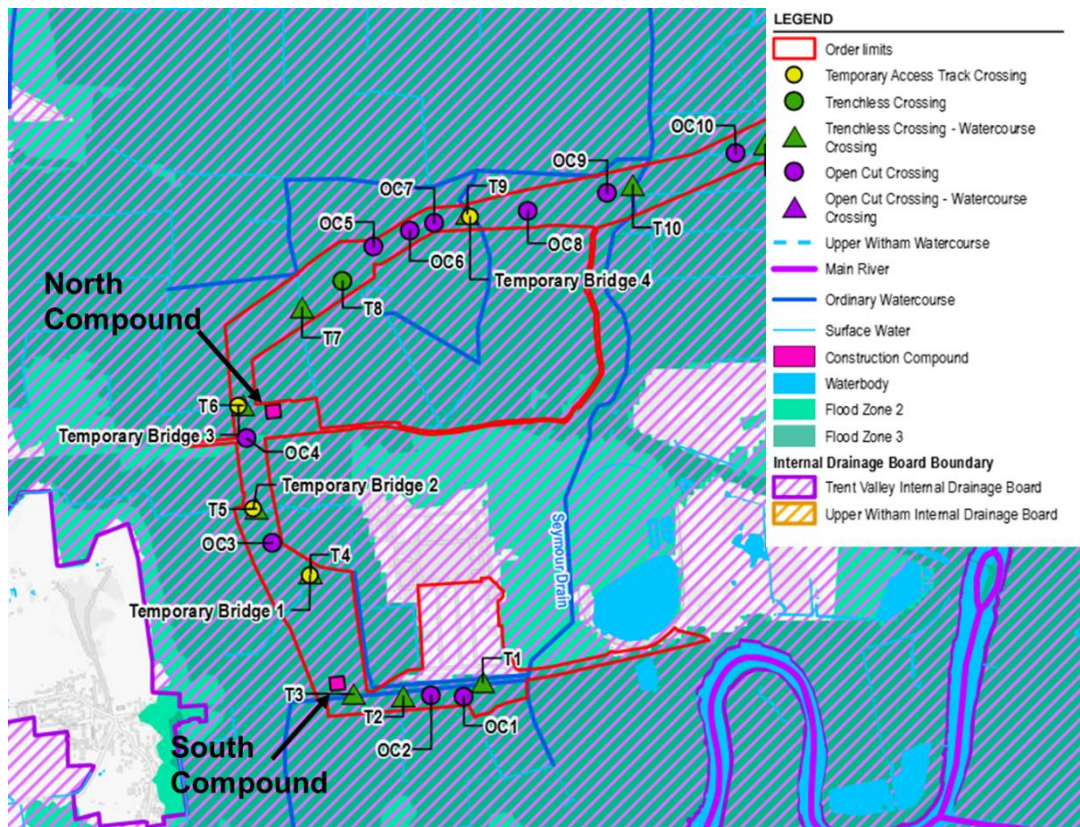 LEGEND
Order limits
Temporary Access Track Crossing
Trenchless Crossing
Trenchless Crossing - Watercourse
Crossing
Open Cut Crossing
Open Cut Crossing - Watercourse
Crossing
Upper Witham Watercourse
Main River
Ordinary Watercourse
Surface Water
Construction Compound
Waterbody
Flood Zone 2
Flood Zone 3
Internal Drainage Board Boundary
Trent Valley Internal Drainage Board
Upper Witham Internal Drainage Board
OC10
OC9
OC7
T9
OC5
T10
OC8
OC6
Temporary Bridge 4
North
Compound
T8
T7
T6
Temporary Bridge 3
OC4
Temporary Bridge 2
T5
OC3
T4
Seymour Drain
Temporary Bridge 1
T1
T3
T2
OC1
OC2
South
Compound